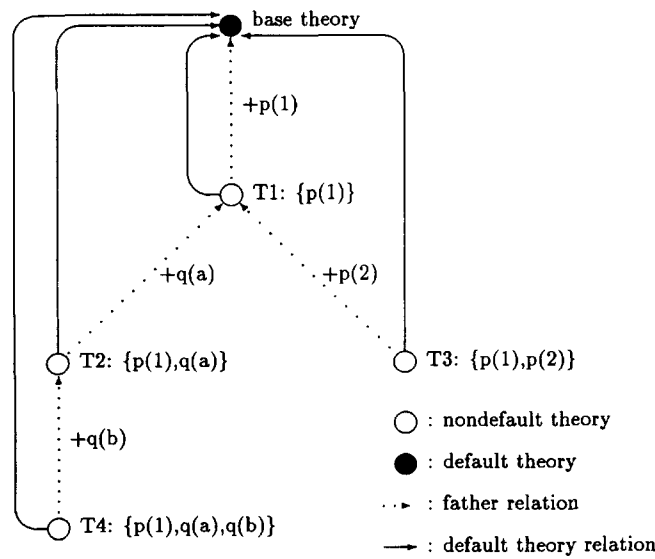 base theory
+p(1)
T1: {p(1)}
+q(a)
+p(2)
T2: {p(1),q(a)}
T3: {p(1),p(2)}
+q(b)
T4: {p(1),q(a),q(b)}
: nondefault theory
: default theory
: father relation
: default theory relation